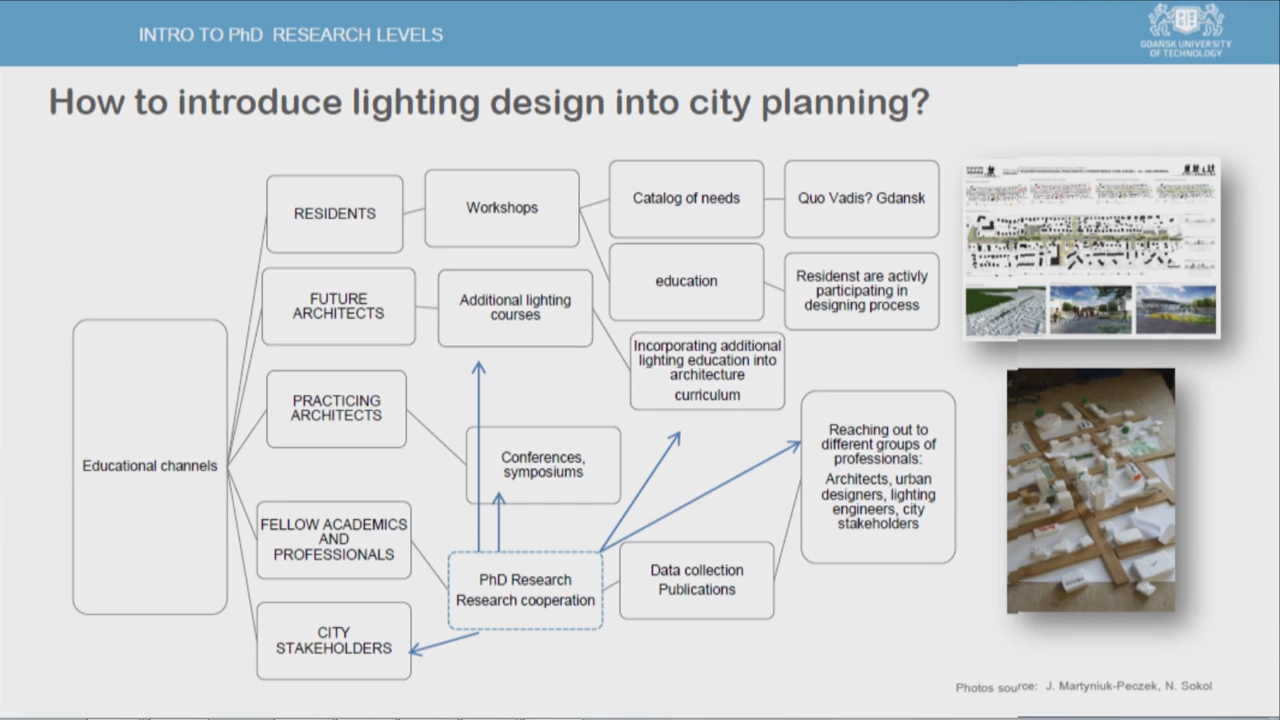 INTRO TO PhD RESEARCH LEVELS
GDAŃSK UNIVERSITY
OF TECHNOLOGY
How to introduce lighting design into city planning?
Educational channels
RESIDENTS
Workshops
Catalog of needs
Quo Vadis? Gdansk
education
Residenst are activly
participating in
designing process
FUTURE
ARCHITECTS
Additional lighting
courses
Incorporating additional
lighting education into
architecture
curriculum
PRACTICING
ARCHITECTS
Conferences,
symposiums
Reaching out to
different groups of
professionals:
Architects, urban
designers, lighting
engineers, city
stakeholders
FELLOW ACADEMICS
AND
PROFESSIONALS
PhD Research
Research cooperation
Data collection
Publications
CITY
STAKEHOLDERS
Photos source: J. Martyniuk-Peczek, N. Sokol